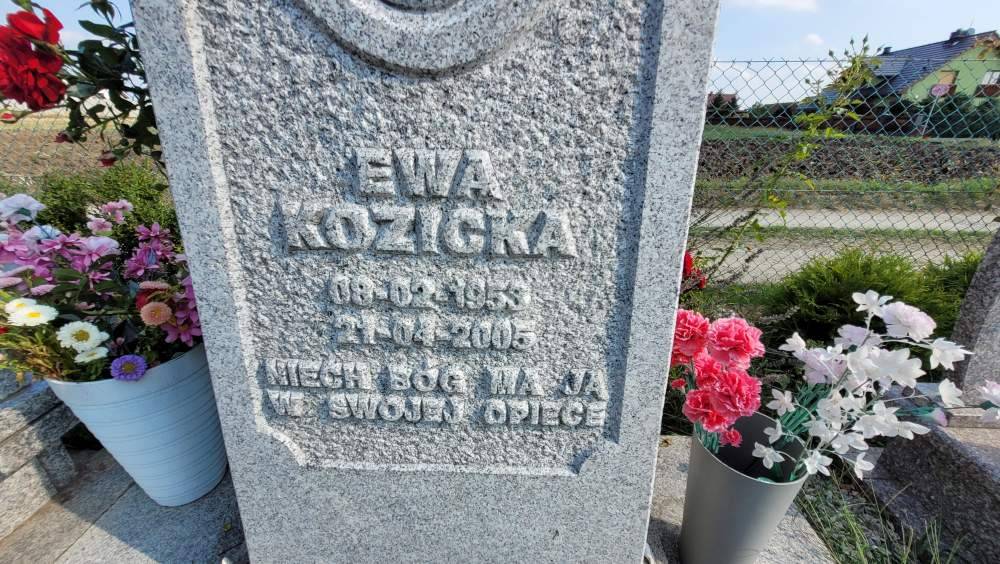 EWA
KOZICKA
08-02-1953
21-04-2005
NIECH BÓG MA JĄ
W SWOJEJ OPIECE